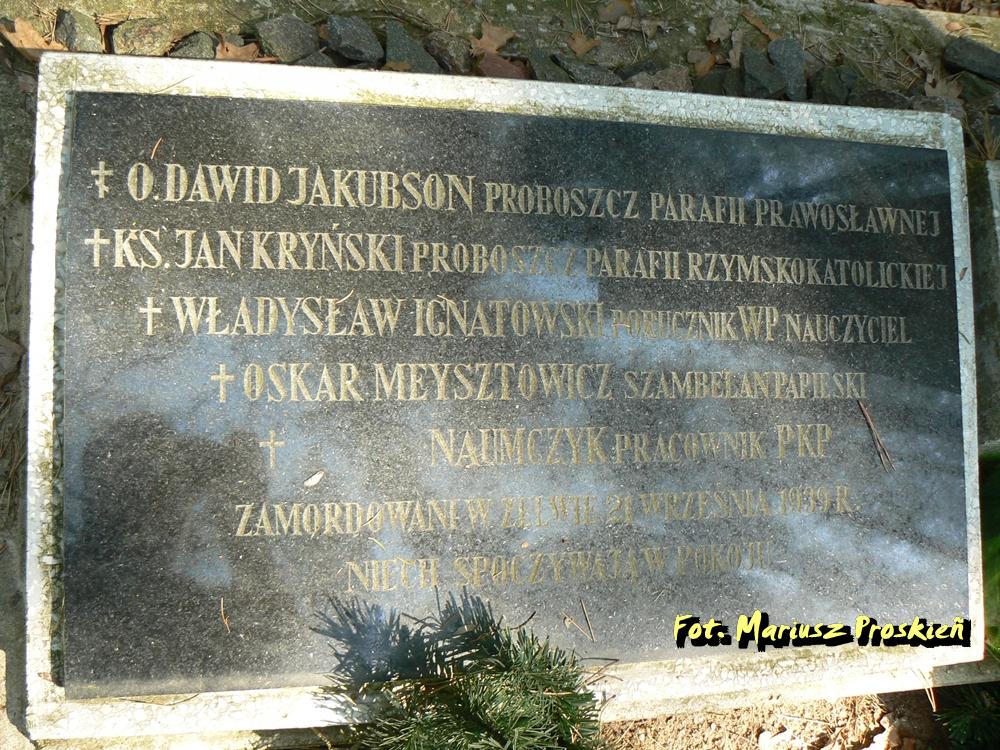 ‡ O. DAWID JAKUBSON PROBOSZCZ PARAFII PRAWOSŁAWNEJ
† KS. JAN KRYŃSKI PROBOSZCZ PARAFII RZYMSKOKATOLICKIEJ
† WŁADYSŁAW IGNATOWSKI PORUCZNIK WP NAUCZYCIEL
† OSKAR MEYSZTOWICZ SZAMBELAN PAPIESKI
† NAUMCZYK PRACOWNIK PKP
ZAMORDOWANI W ZELWIE 21 WRZEŚNIA 1939 R.
NIECH SPOCZYWAJĄ W POKOJU
Fot. Mariusz Proskień